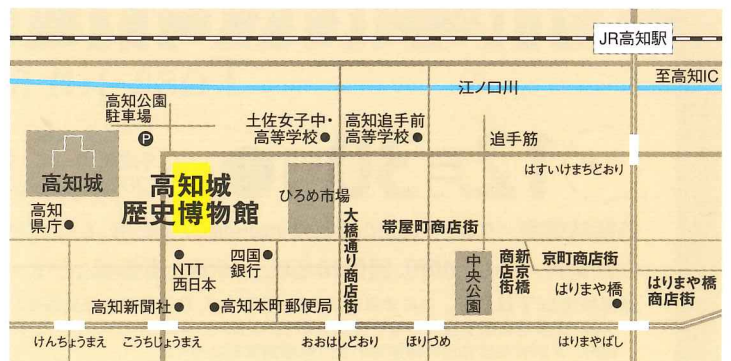 JR高知駅
至高知IC
江ノ口川
高知公園
駐車場
P
土佐女子中・
高等学校
高知追手前
高等学校
追手筋
はすいけまちどおり
高知城
高知城
歴史博物館
ひろめ市場
高知
県庁
大橋通り商店街
帯屋町商店街
NTT
西日本
四国
銀行
中央公園
新京橋
商店街
京町商店街
はりまや橋
はりまや橋
商店街
高知新聞社
高知本町郵便局
けんちょうまえ
こうちじょうまえ
おおはしどおり
ほりづめ
はりまやばし